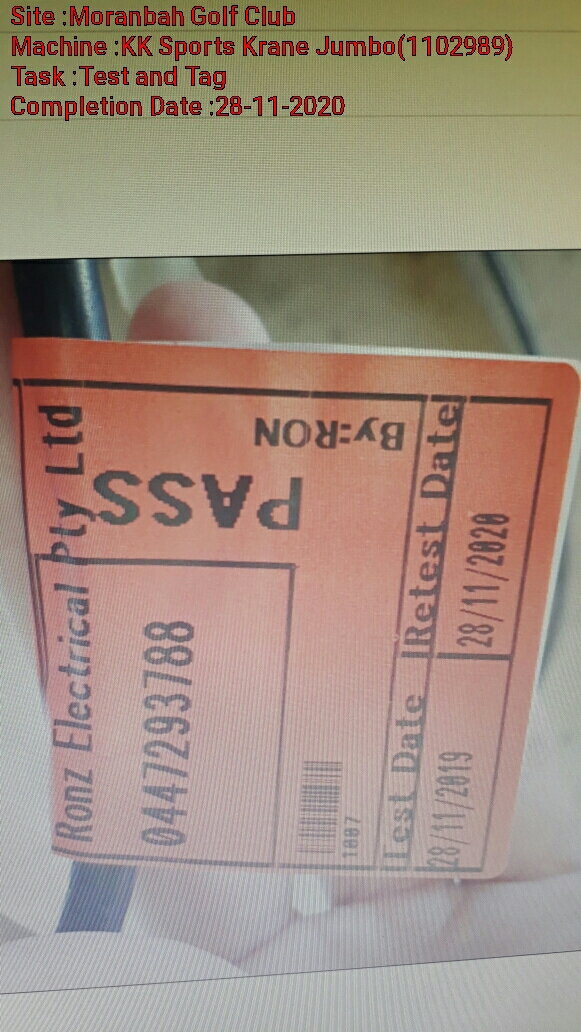 Site :Moranbah Golf Club
Machine :KK Sports Krane Jumbo(1102989)
Task :Test and Tag
Completion Date :28-11-2020
Ronz Electrical Pty Ltd
0447293788
PASS
By:RON
1007
Test Date
Retest Date
28/11/2019
28/11/2020